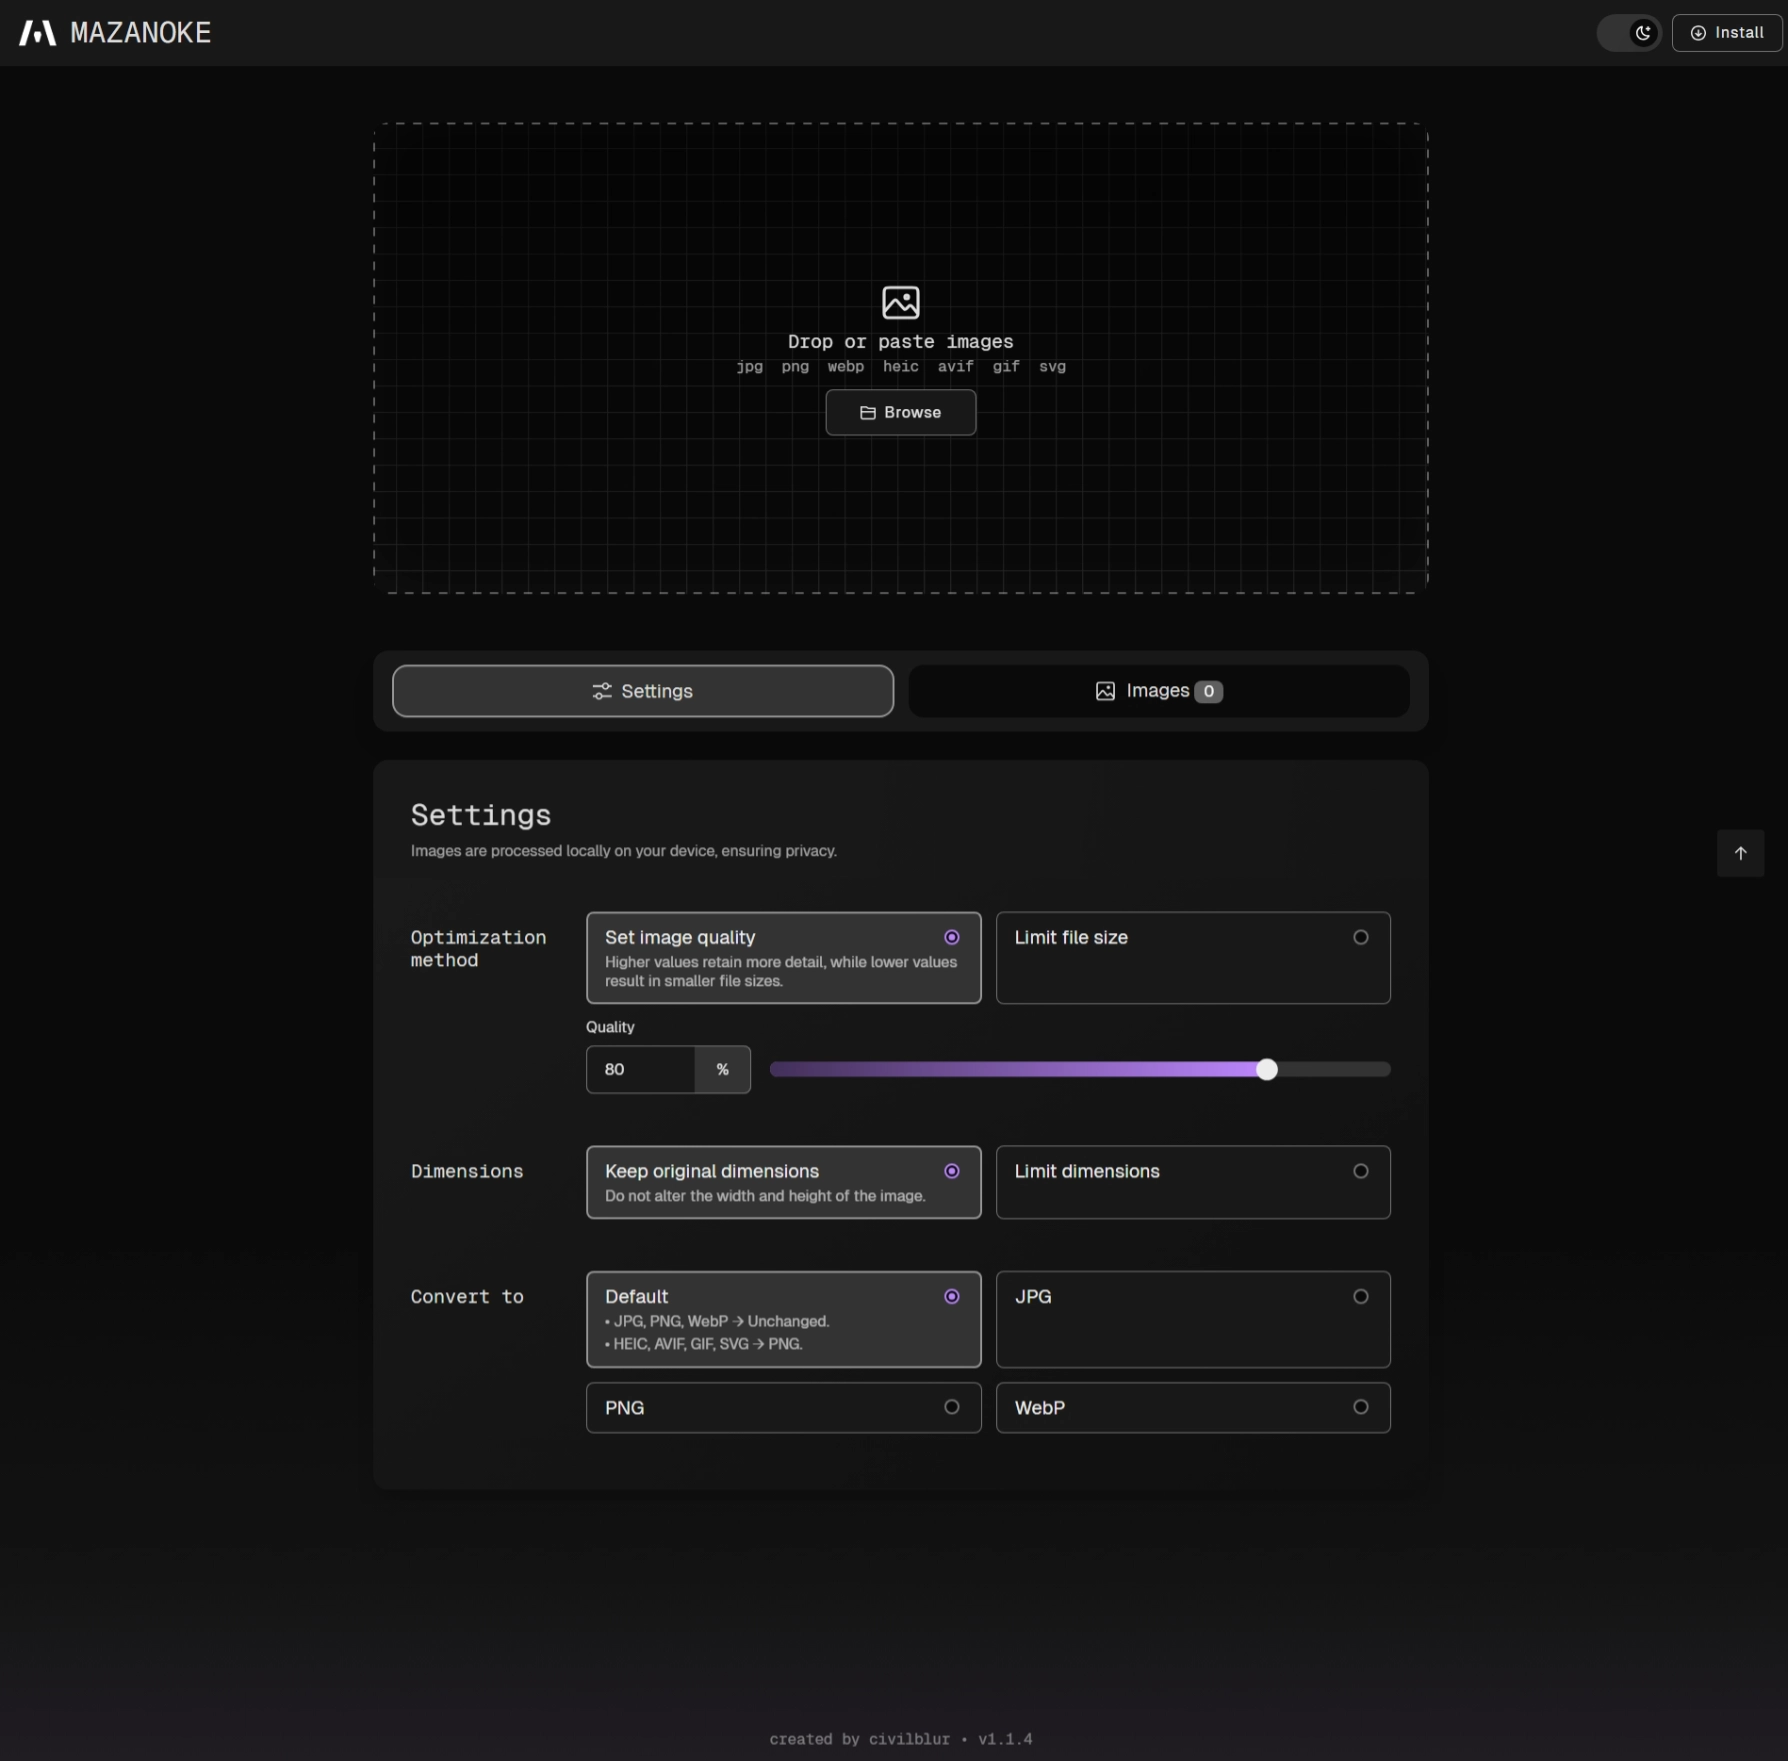 MAZANOKE
Install
Drop or paste images
jpg png webp heic avif gif svg
Browse
Settings
Images 0
Settings
Images are processed locally on your device, ensuring privacy.
Optimization
method
Set image quality
Higher values retain more detail, while lower values
result in smaller file sizes.
Limit file size
Quality
80 %
Dimensions
Keep original dimensions
Do not alter the width and height of the image.
Limit dimensions
Convert to
Default
• JPG, PNG, WebP → Unchanged.
• HEIC, AVIF, GIF, SVG → PNG.
JPG
PNG
WebP
created by civilblur • v1.1.4